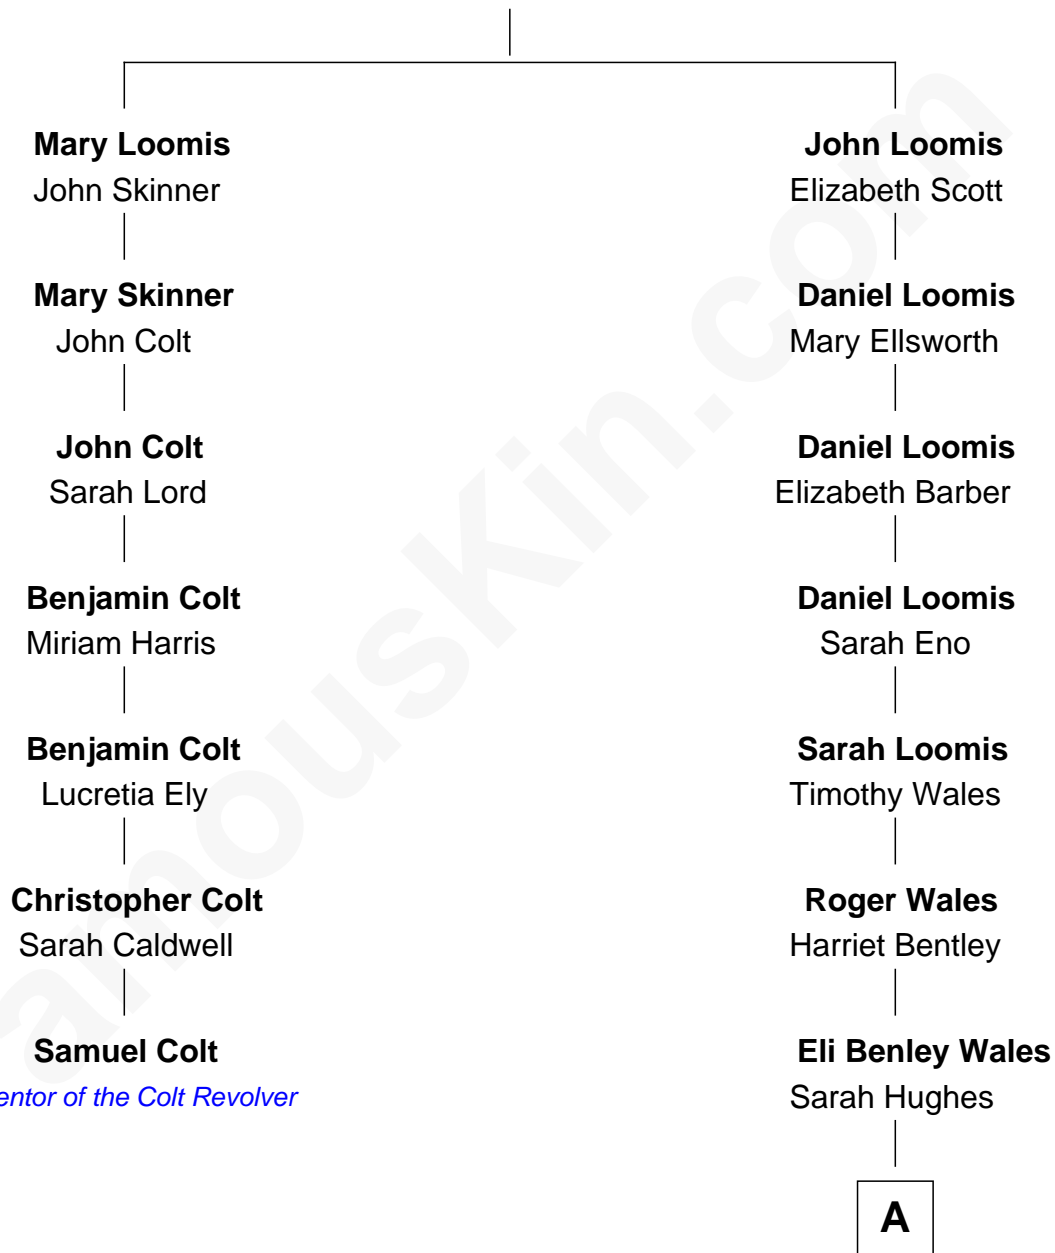 Mary Loomis
John Skinner
Mary Skinner
John Colt
John Colt
Sarah Lord
Benjamin Colt
Miriam Harris
Benjamin Colt
Lucretia Ely
Christopher Colt
Sarah Caldwell
Samuel Colt
entor of the Colt Revolver
John Loomis
Elizabeth Scott
Daniel Loomis
Mary Ellsworth
Daniel Loomis
Elizabeth Barber
Daniel Loomis
Sarah Eno
Sarah Loomis
Timothy Wales
Roger Wales
Harriet Bentley
Eli Benley Wales
Sarah Hughes
A
amouskin.com